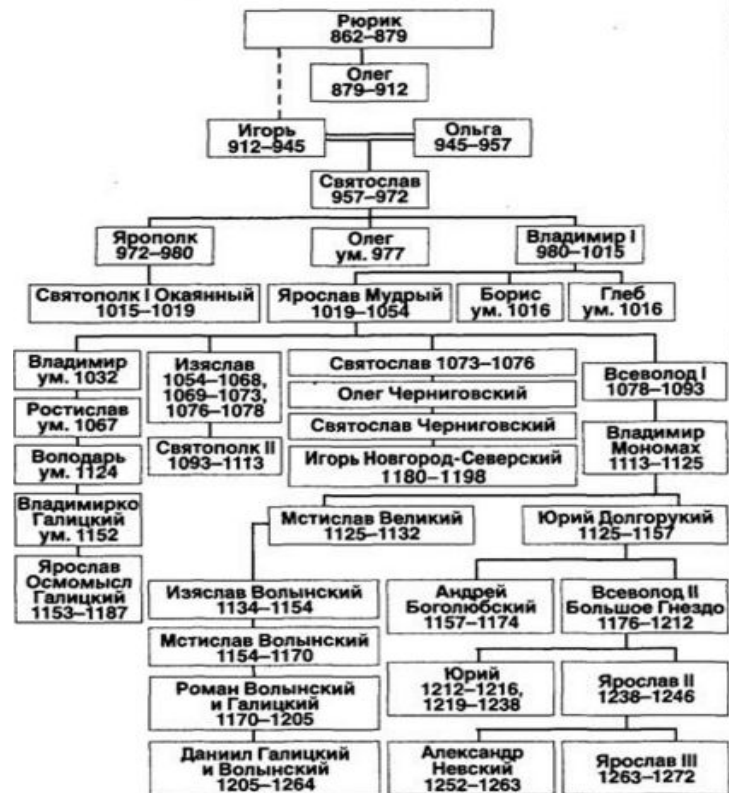 Рюрик
862–879
Олег
879–912
Игорь
912–945
Ольга
945–957
Святослав
957–972
Ярополк
972–980
Олег
ум. 977
Владимир I
980–1015
Святополк I Окаянный
1015–1019
Ярослав Мудрый
1019–1054
Борис
ум. 1016
Глеб
ум. 1016
Владимир
ум. 1032
Изяслав
1054–1068,
1069–1073,
1076–1078
Святослав 1073–1076
Всеволод I
1078–1093
Ростислав
ум. 1067
Олег Черниговский
Святослав Черниговский
Володарь
ум. 1124
Святополк II
1093–1113
Игорь Новгород-Северский
1180–1198
Владимир
Мономах
1113–1125
Владимирко
Галицкий
ум. 1152
Мстислав Великий
1125–1132
Юрий Долгорукий
1125–1157
Ярослав
Осмомысл
Галицкий
1153–1187
Изяслав Волынский
1134–1154
Андрей
Боголюбский
1157–1174
Всеволод II
Большое Гнездо
1176–1212
Мстислав Волынский
1154–1170
Роман Волынский
и Галицкий
1170–1205
Юрий
1212–1216,
1219–1238
Ярослав II
1238–1246
Даниил Галицкий
и Волынский
1205–1264
Александр
Невский
1252–1263
Ярослав III
1263–1272